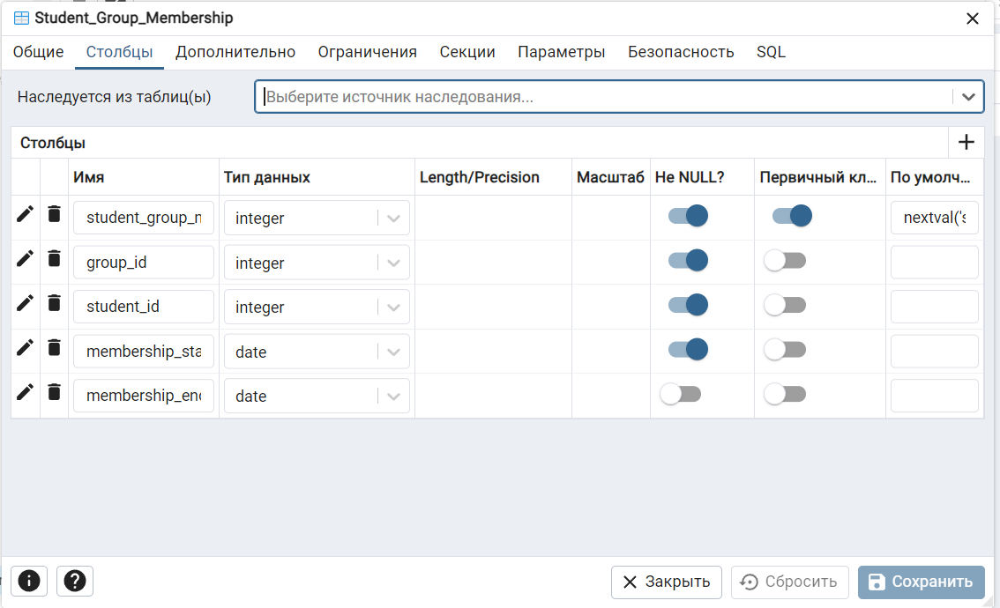 Student_Group_Membership
Общие Столбцы Дополнительно Ограничения Секции Параметры Безопасность SQL
Наследуется из таблиц(ы) Выберите источник наследования...
Столбцы
Имя Тип данных Length/Precision Масштаб Не NULL? Первичный кл... По умолч...
student_group_n integer nextval('s
group_id integer
student_id integer
membership_sta date
membership_end date
Закрыть Сбросить Сохранить